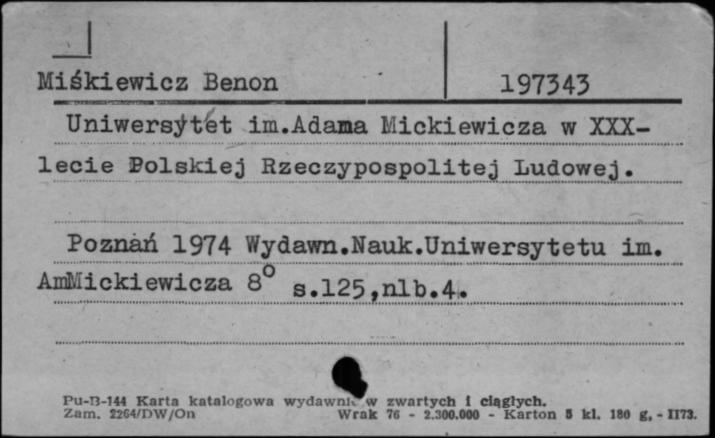 Miśkiewicz Benon 197343
Uniwersytet im.Adama Mickiewicza w XXX-
lecie Polskiej Rzeczypospolitej Ludowej.
Poznań 1974 Wydawn.Nauk.Uniwersytetu im.
AmMickiewicza 8° s.125,nlb.4.
Pu-B-144 Karta katalogowa wydawnic w zwartych i ciągłych.
Zam. 2264/DW/On Wrak 76 - 2.300.000 - Karton 5 kl. 180 g. - II73.